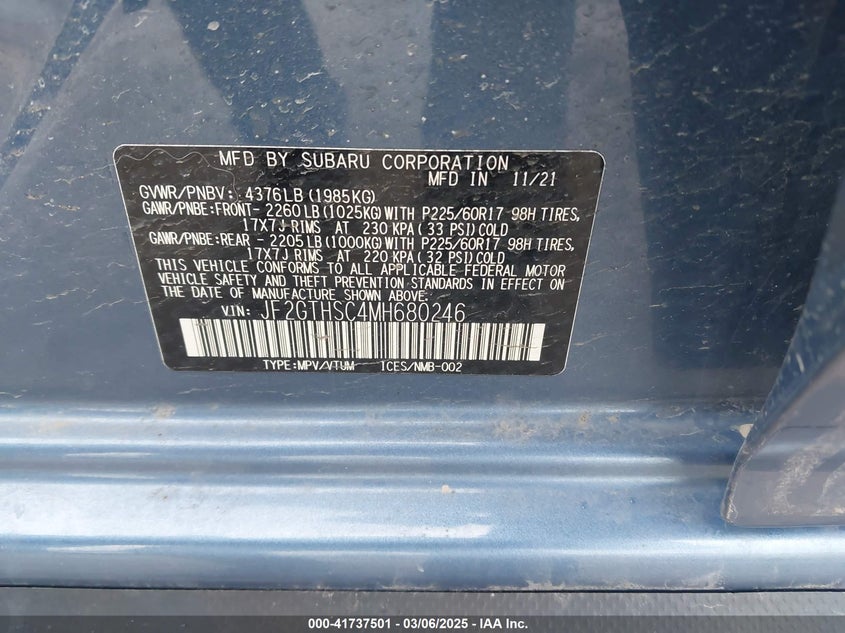 MFD BY SUBARU CORPORATION
MFD IN 11/21
GVWR/PNBV: 4376LB (1985KG)
GAWR/PNBE:FRONT- 2260 LB (1025KG) WITH P225/60R17 98H TIRES,
17X7J RIMS AT 230 KPA ( 33 PSI) COLD
GAWR/PNBE:REAR - 2205 LB (1000KG) WITH P225/60R17 98H TIRES,
17X7J RIMS AT 220 KPA ( 32 PSI) COLD
THIS VEHICLE CONFORMS TO ALL APPLICABLE FEDERAL MOTOR
VEHICLE SAFETY AND THEFT PREVENTION STANDARDS IN EFFECT ON
THE DATE OF MANUFACTURE SHOWN ABOVE.
VIN: JF2GTHSC4MH680246
TYPE:MPV/VTUM ICES/NMB-002
000-41737501 - 03/06/2025 - IAA Inc.